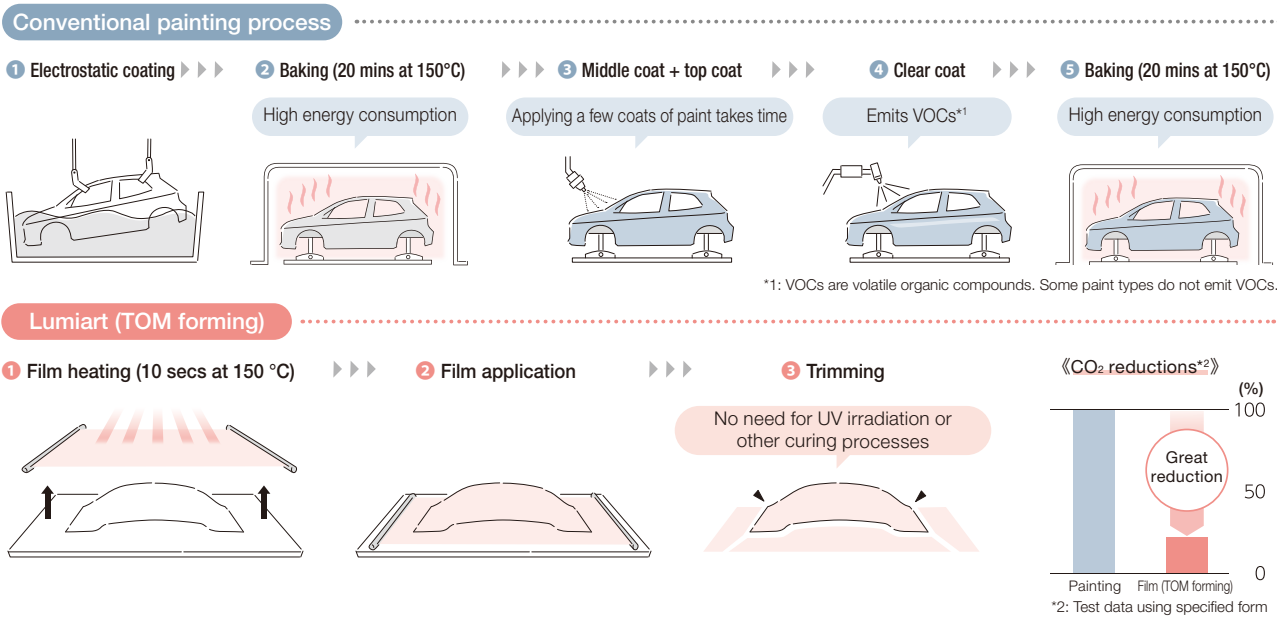 Conventional painting process
1 Electrostatic coating
2 Baking (20 mins at 150°C)
3 Middle coat + top coat
4 Clear coat
5 Baking (20 mins at 150°C)
High energy consumption
Applying a few coats of paint takes time
Emits VOCs*1
High energy consumption
*1: VOCs are volatile organic compounds. Some paint types do not emit VOCs.
Lumiart (TOM forming)
1 Film heating (10 secs at 150 °C)
2 Film application
3 Trimming
No need for UV irradiation or
other curing processes
《CO₂ reductions*2》
(%)
100
Great
reduction
50
0
Painting
Film (TOM forming)
*2: Test data using specified form